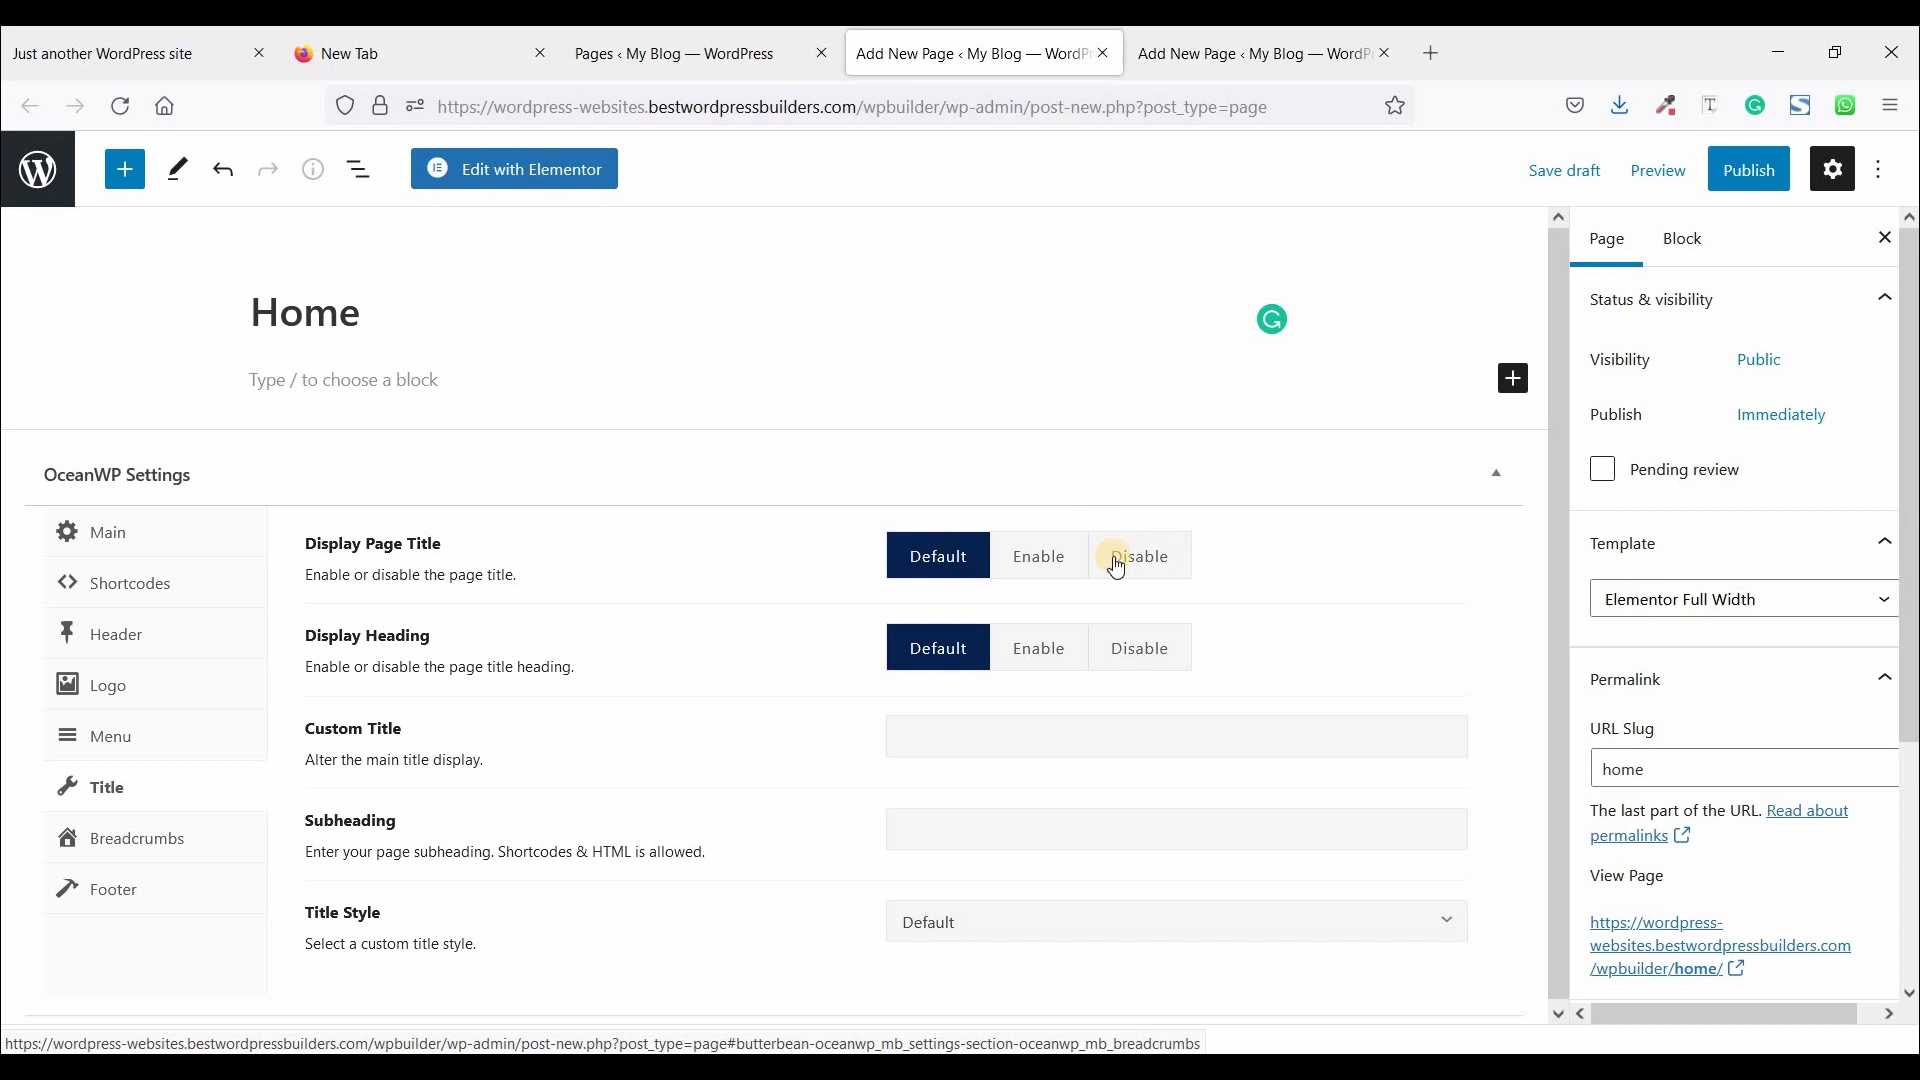 Just another WordPress site
New Tab
Pages ‹ My Blog — WordPress
Add New Page ‹ My Blog — WordPr
Add New Page ‹ My Blog — WordPr
https://wordpress-websites.bestwordpressbuilders.com/wpbuilder/wp-admin/post-new.php?post_type=page
Edit with Elementor
Save draft
Preview
Publish
Home
Type / to choose a block
OceanWP Settings
Main
Shortcodes
Header
Logo
Menu
Title
Breadcrumbs
Footer
Display Page Title
Enable or disable the page title.
Default
Enable
Disable
Display Heading
Enable or disable the page title heading.
Default
Enable
Disable
Custom Title
Alter the main title display.
Subheading
Enter your page subheading. Shortcodes & HTML is allowed.
Title Style
Select a custom title style.
Default
Page
Block
Status & visibility
Visibility
Public
Publish
Immediately
Pending review
Template
Elementor Full Width
Permalink
URL Slug
home
The last part of the URL. Read about
permalinks
View Page
https://wordpress-
websites.bestwordpressbuilders.com
/wpbuilder/home/
https://wordpress-websites.bestwordpressbuilders.com/wpbuilder/wp-admin/post-new.php?post_type=page#butterbean-oceanwp_mb_settings-section-oceanwp_mb_breadcrumbs